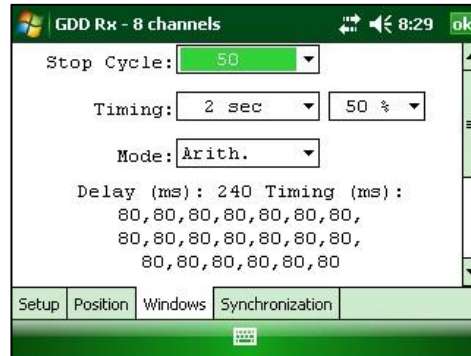 GDD Rx - 8 channels 8:29 ok
Stop Cycle: 50
Timing: 2 sec 50 %
Mode: Arith.
Delay (ms): 240 Timing (ms):
80,80,80,80,80,80,80,
80,80,80,80,80,80,80,
80,80,80,80,80,80
Setup Position Windows Synchronization